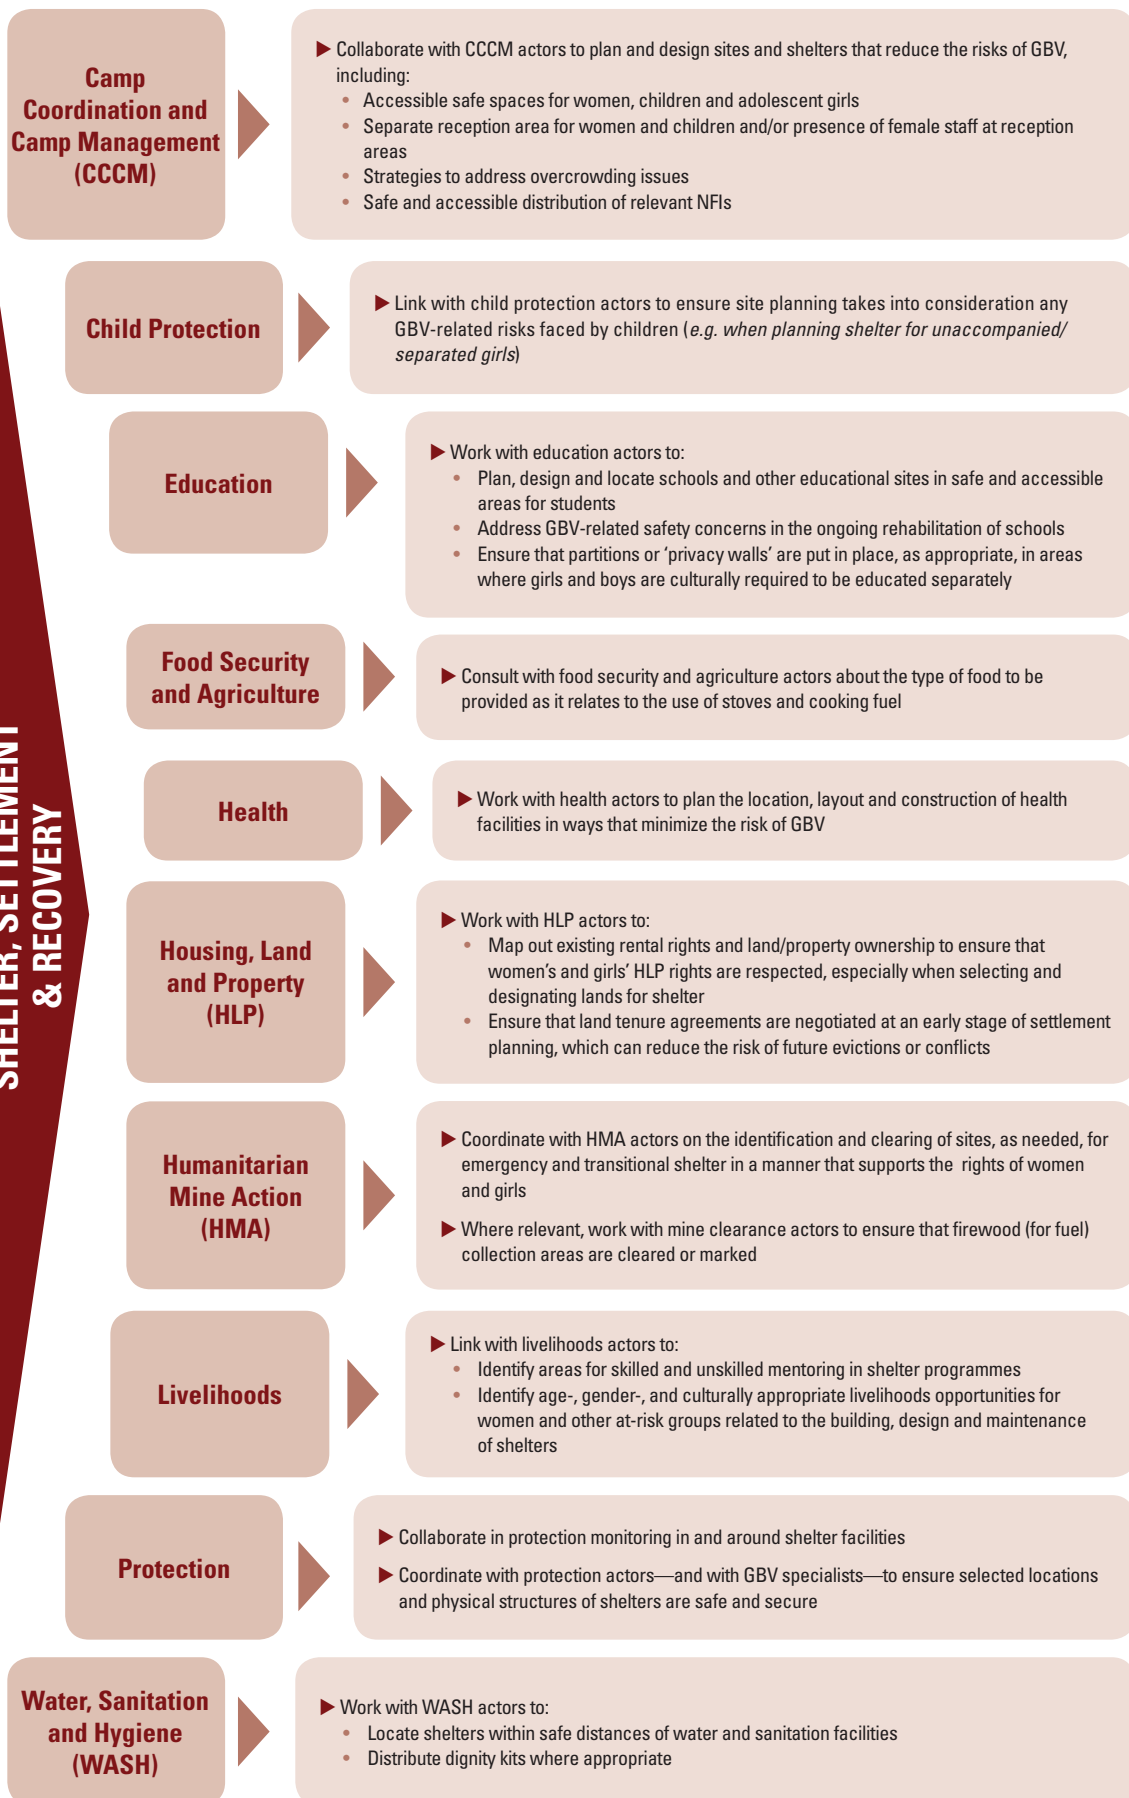 Camp
Coordination and
Camp Management
(CCCM)
▶ Collaborate with CCCM actors to plan and design sites and shelters that reduce the risks of GBV,
including:
• Accessible safe spaces for women, children and adolescent girls
• Separate reception area for women and children and/or presence of female staff at reception
areas
• Strategies to address overcrowding issues
• Safe and accessible distribution of relevant NFIs
Child Protection
▶ Link with child protection actors to ensure site planning takes into consideration any
GBV-related risks faced by children (e.g. when planning shelter for unaccompanied/
separated girls)
Education
▶ Work with education actors to:
• Plan, design and locate schools and other educational sites in safe and accessible
areas for students
• Address GBV-related safety concerns in the ongoing rehabilitation of schools
• Ensure that partitions or ‘privacy walls’ are put in place, as appropriate, in areas
where girls and boys are culturally required to be educated separately
Food Security
and Agriculture
▶ Consult with food security and agriculture actors about the type of food to be
provided as it relates to the use of stoves and cooking fuel
SHELTER, SETTLEMENT
& RECOVERY
Health
▶ Work with health actors to plan the location, layout and construction of health
facilities in ways that minimize the risk of GBV
Housing, Land
and Property
(HLP)
▶ Work with HLP actors to:
• Map out existing rental rights and land/property ownership to ensure that
women’s and girls’ HLP rights are respected, especially when selecting and
designating lands for shelter
• Ensure that land tenure agreements are negotiated at an early stage of settlement
planning, which can reduce the risk of future evictions or conflicts
Humanitarian
Mine Action
(HMA)
▶ Coordinate with HMA actors on the identification and clearing of sites, as needed, for
emergency and transitional shelter in a manner that supports the rights of women
and girls
▶ Where relevant, work with mine clearance actors to ensure that firewood (for fuel)
collection areas are cleared or marked
Livelihoods
▶ Link with livelihoods actors to:
• Identify areas for skilled and unskilled mentoring in shelter programmes
• Identify age-, gender-, and culturally appropriate livelihoods opportunities for
women and other at-risk groups related to the building, design and maintenance
of shelters
Protection
▶ Collaborate in protection monitoring in and around shelter facilities
▶ Coordinate with protection actors—and with GBV specialists—to ensure selected locations
and physical structures of shelters are safe and secure
Water, Sanitation
and Hygiene
(WASH)
▶ Work with WASH actors to:
• Locate shelters within safe distances of water and sanitation facilities
• Distribute dignity kits where appropriate